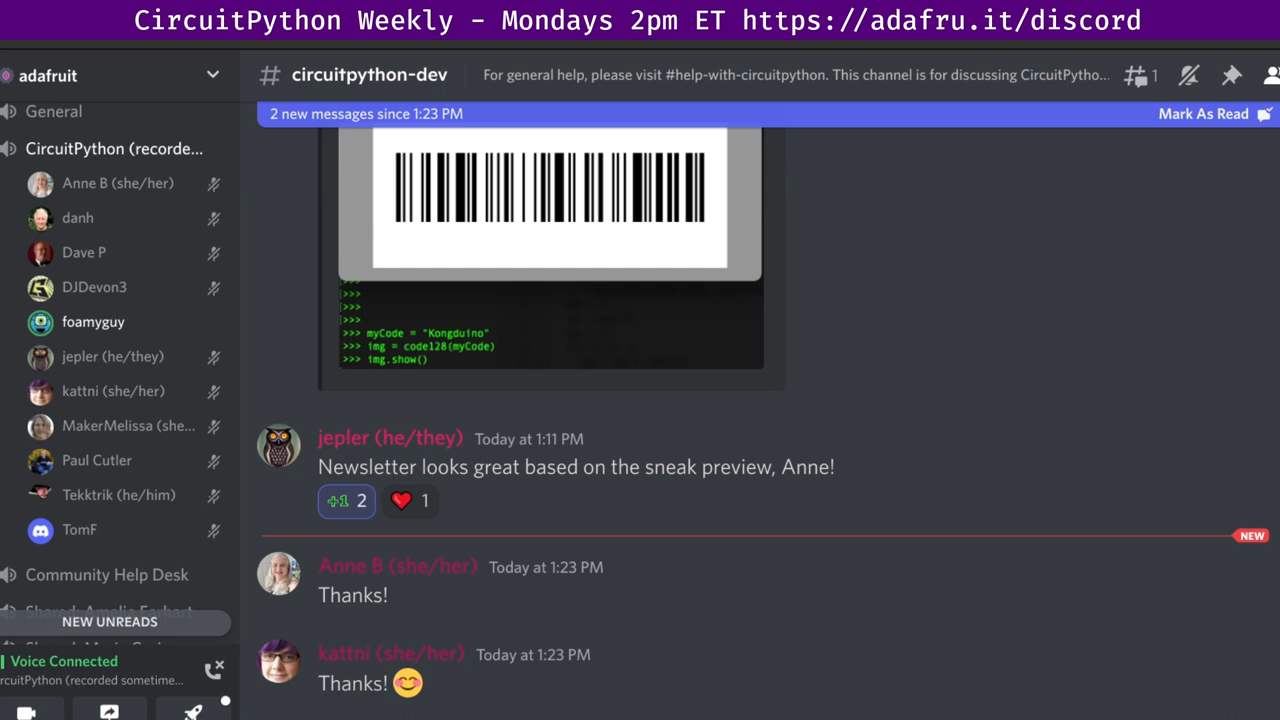 CircuitPython Weekly - Mondays 2pm ET https://adafru.it/discord
adafruit
# circuitpython-dev
For general help, please visit #help-with-circuitpython. This channel is for discussing CircuitPytho...
1
2 new messages since 1:23 PM
Mark As Read
General
CircuitPython (recorde...
Anne B (she/her)
danh
Dave P
DJDevon3
foamyguy
jepler (he/they)
kattni (she/her)
MakerMelissa (she...
Paul Cutler
Tekktrik (he/him)
TomF
Community Help Desk
Shared: Amelia Earhart
NEW UNREADS
Voice Connected
rcuitPython (recorded sometime...
>>>
>>>
>>>
>>>
>>> myCode = "Kongduino"
>>> img = code128(myCode)
>>> img.show()
jepler (he/they) Today at 1:11 PM
Newsletter looks great based on the sneak preview, Anne!
+1 2 ❤️ 1
NEW
Anne B (she/her) Today at 1:23 PM
Thanks!
kattni (she/her) Today at 1:23 PM
Thanks! 😊